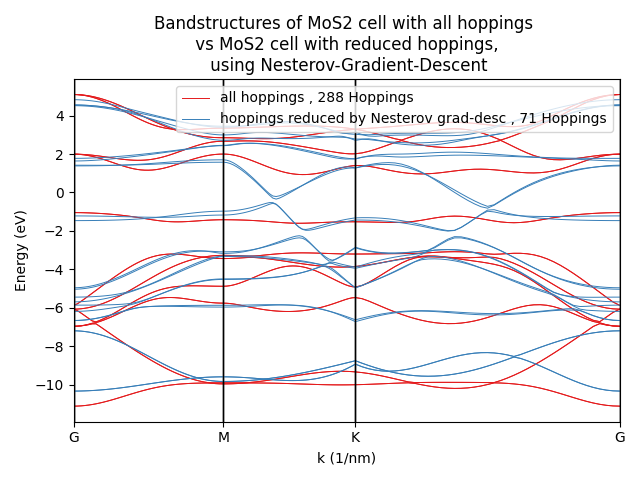 Bandstructures of MoS2 cell with all hoppings
vs MoS2 cell with reduced hoppings,
using Nesterov-Gradient-Descent
all hoppings , 288 Hoppings
hoppings reduced by Nesterov grad-desc , 71 Hoppings
Energy (eV)
4
2
0
−2
−4
−6
−8
−10
G M K G
k (1/nm)